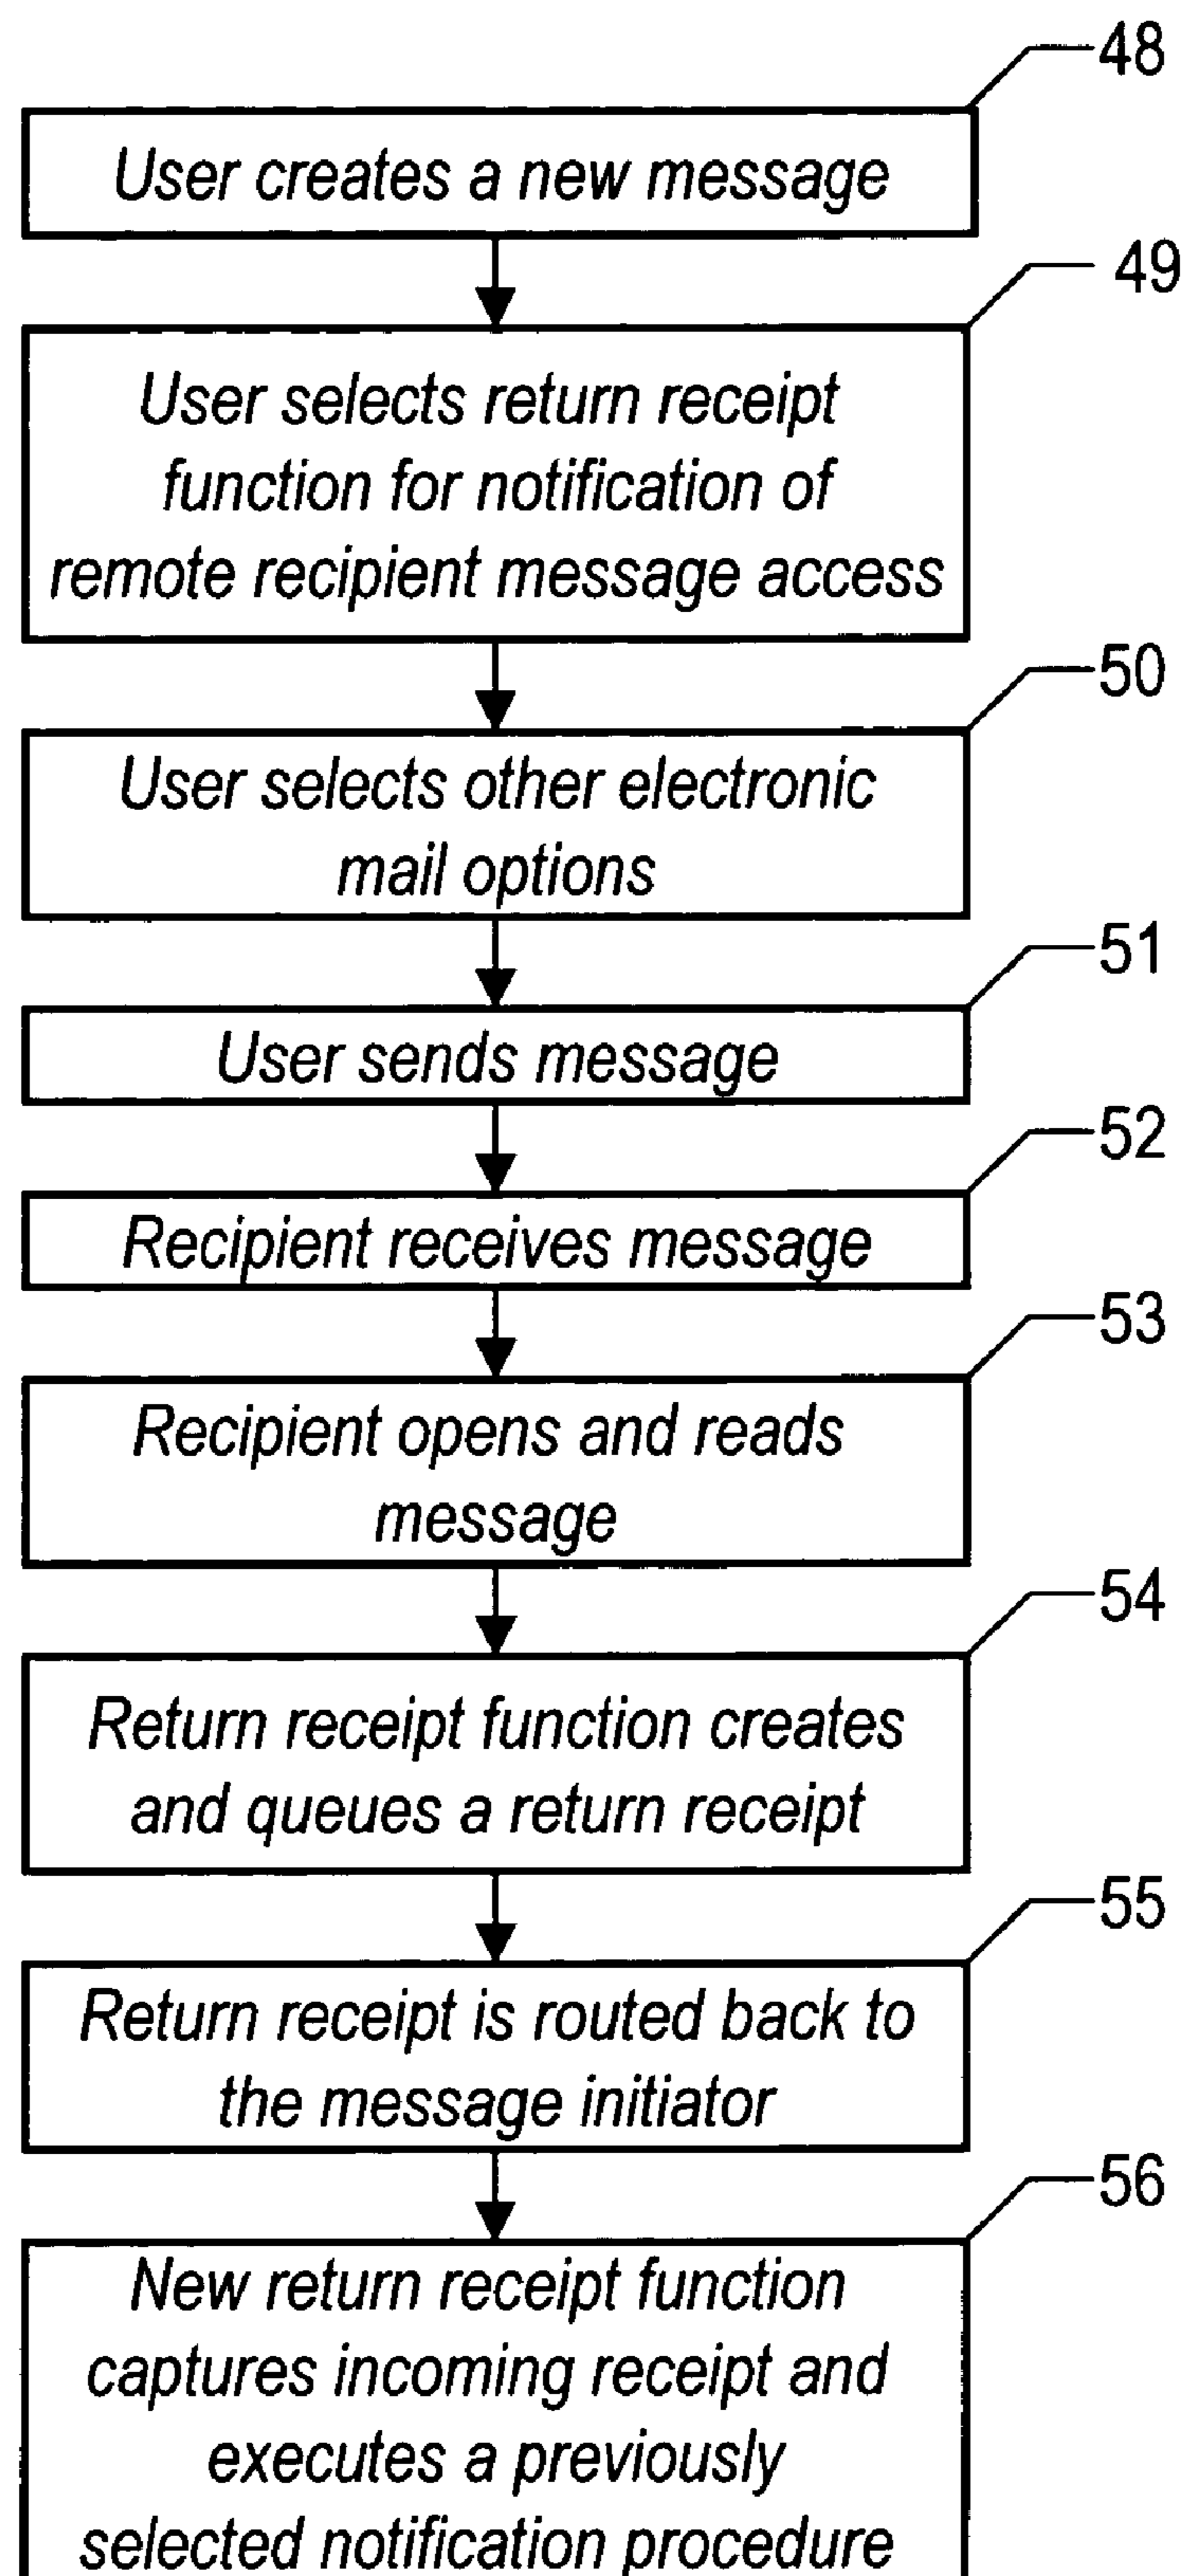 48
User creates a new message
49
User selects return receipt
function for notification of
remote recipient message access
50
User selects other electronic
mail options
51
User sends message
52
Recipient receives message
53
Recipient opens and reads
message
54
Return receipt function creates
and queues a return receipt
55
Return receipt is routed back to
the message initiator
56
New return receipt function
captures incoming receipt and
executes a previously
selected notification procedure